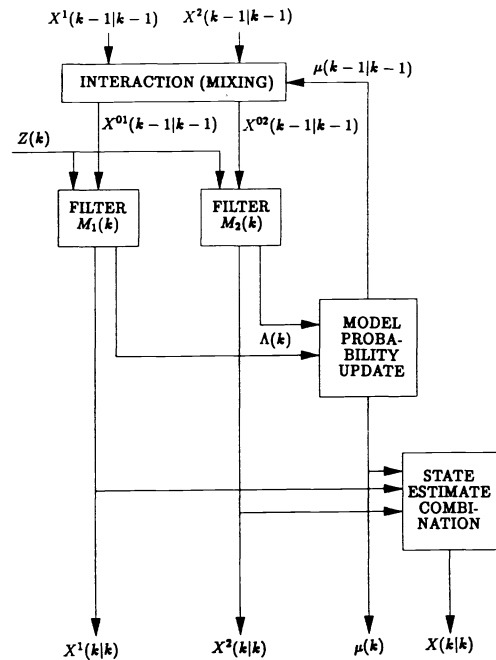 X¹(k−1|k−1) X²(k−1|k−1)
INTERACTION (MIXING)
μ(k−1|k−1)
X⁰¹(k−1|k−1) X⁰²(k−1|k−1)
Z(k)
FILTER
M₁(k)
FILTER
M₂(k)
Λ(k)
MODEL
PROBA-
BILITY
UPDATE
STATE
ESTIMATE
COMBI-
NATION
X¹(k|k) X²(k|k) μ(k) X(k|k)